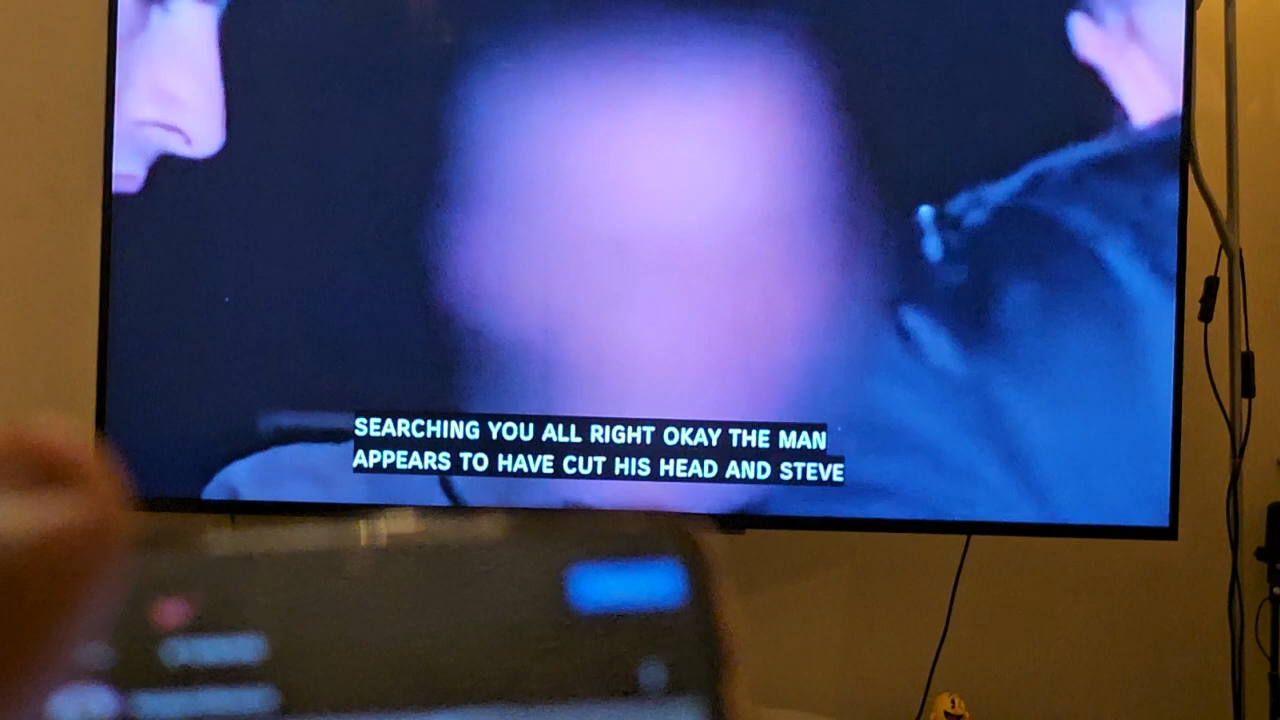 SEARCHING YOU ALL RIGHT OKAY THE MAN
APPEARS TO HAVE CUT HIS HEAD AND STEVE